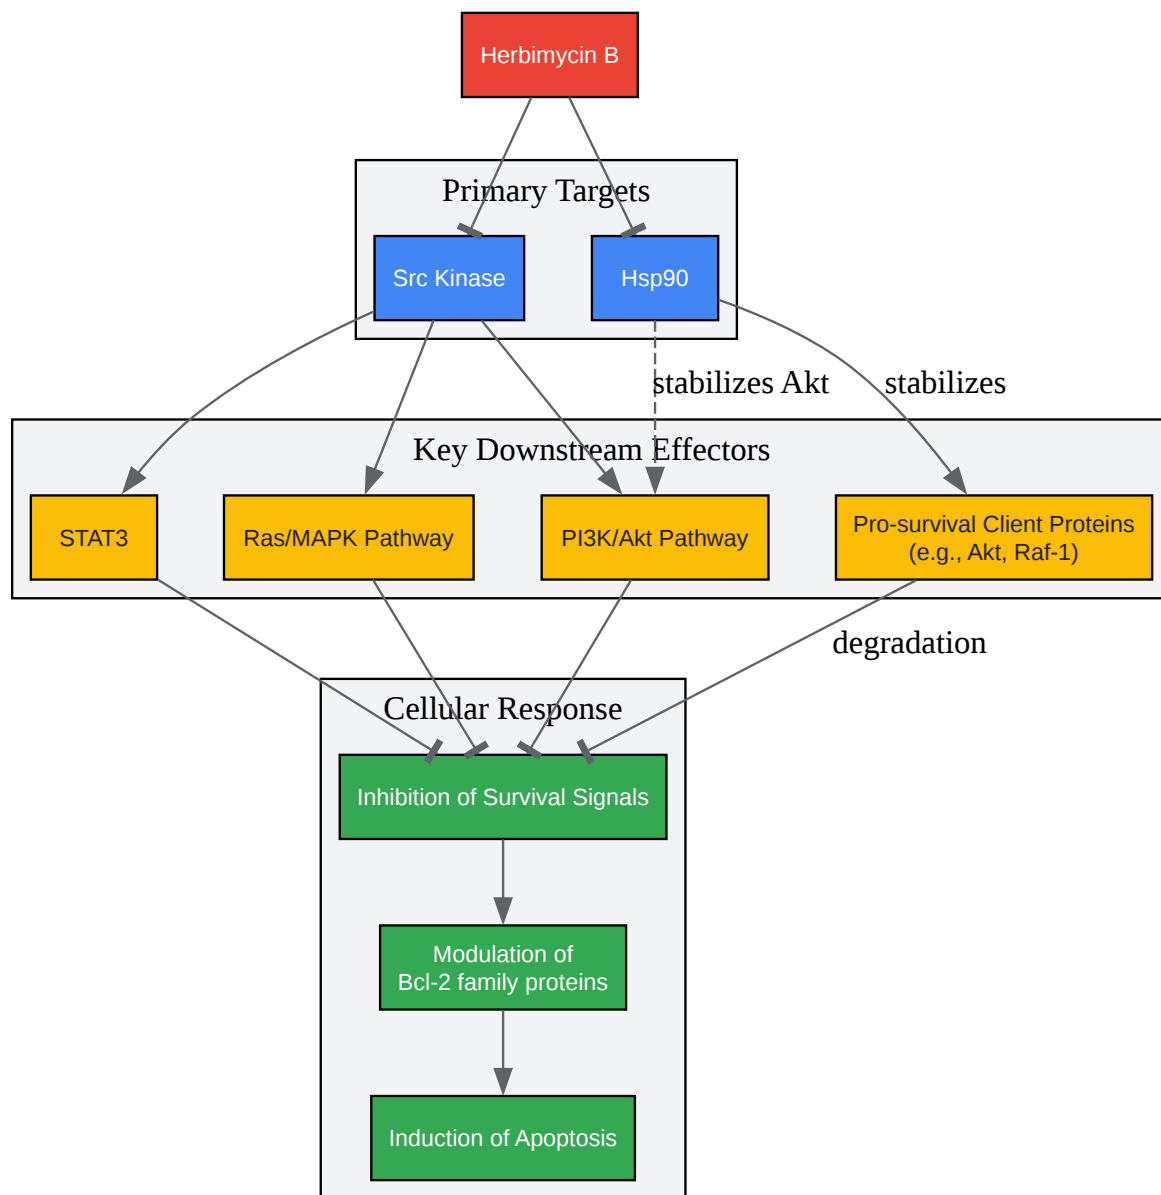 Herbimycin B
Primary Targets
Src Kinase
Hsp90
stabilizes Akt
stabilizes
Key Downstream Effectors
STAT3
Ras/MAPK Pathway
PI3K/Akt Pathway
Pro-survival Client Proteins
(e.g., Akt, Raf-1)
degradation
Cellular Response
Inhibition of Survival Signals
Modulation of
Bcl-2 family proteins
Induction of Apoptosis